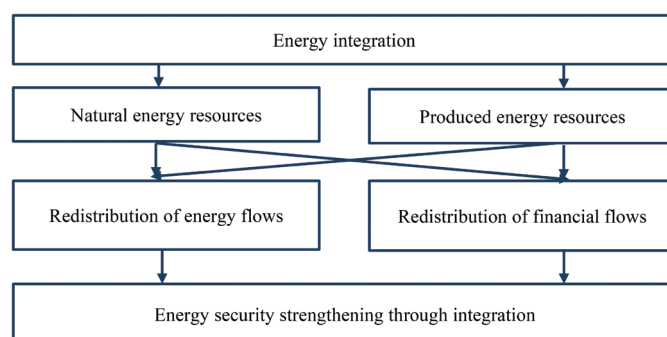 Energy integration
Natural energy resources
Produced energy resources
Redistribution of energy flows
Redistribution of financial flows
Energy security strengthening through integration